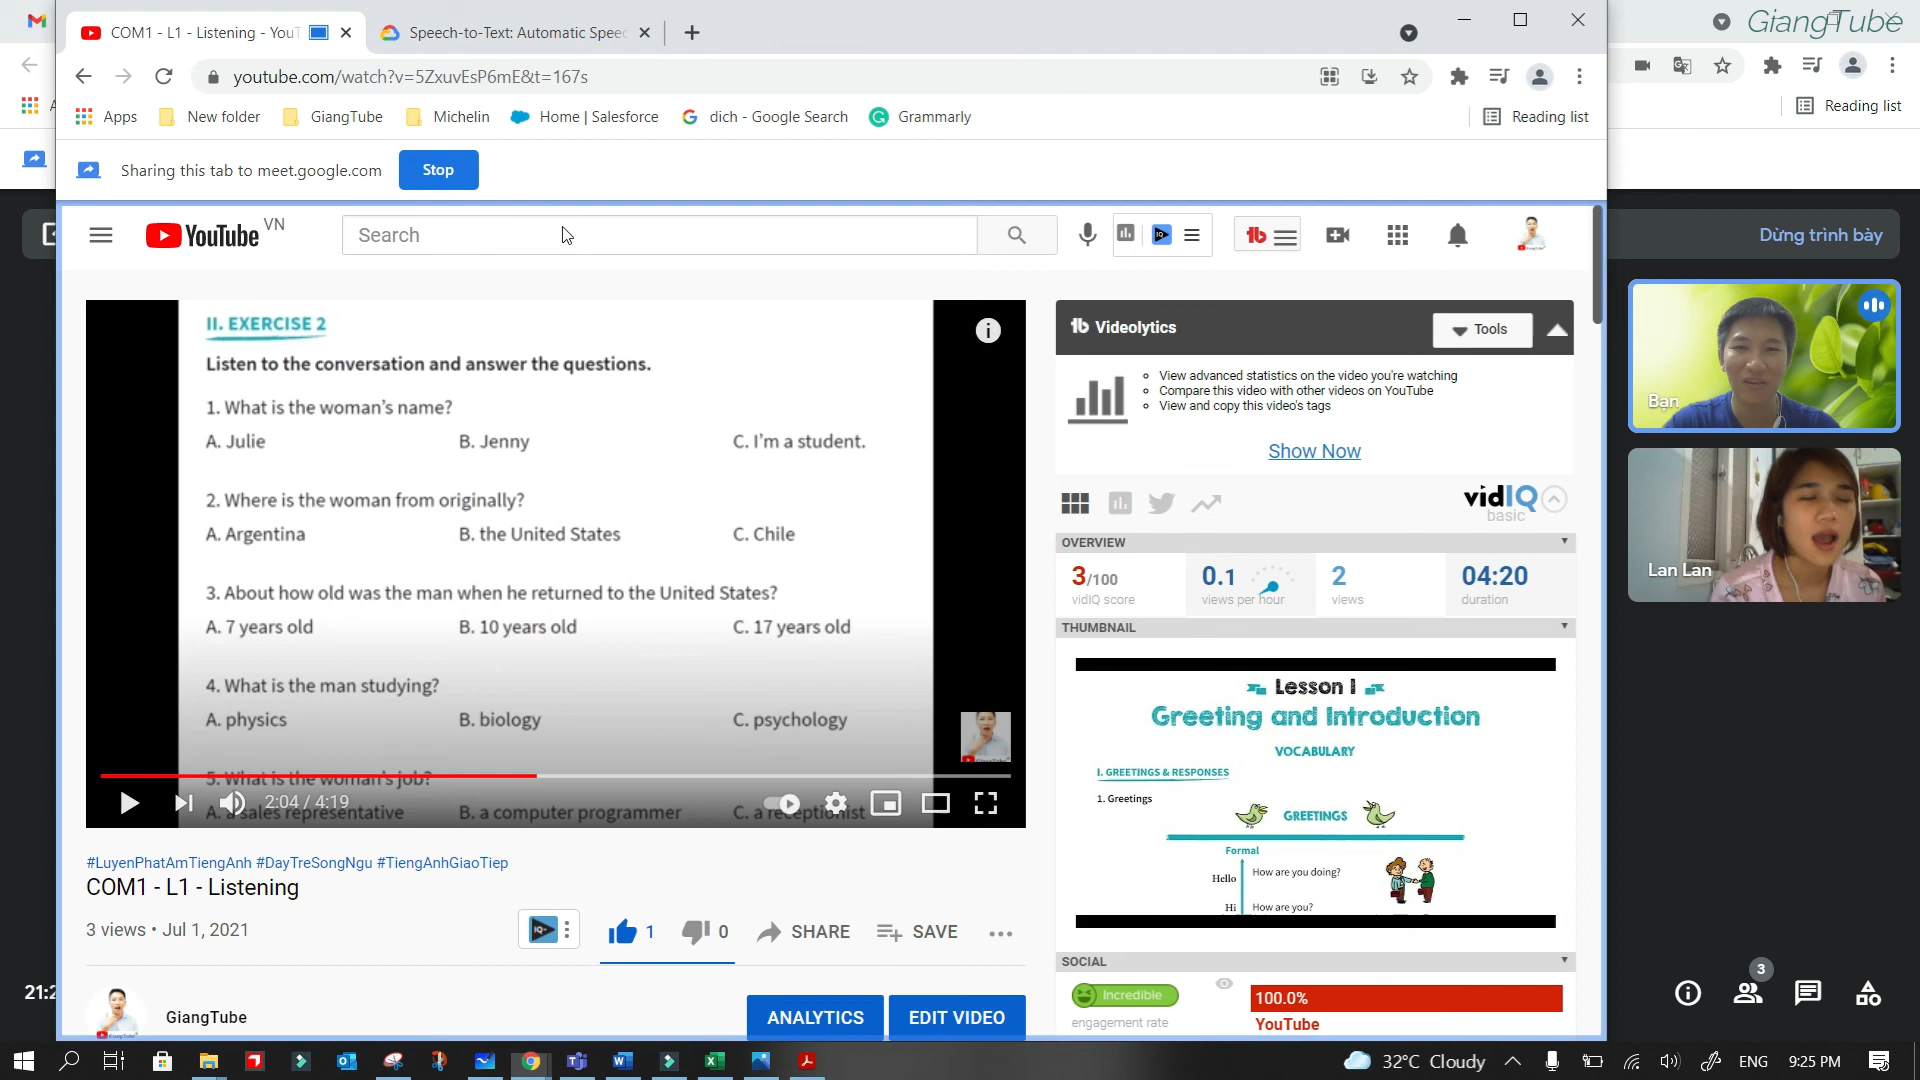 COM1 - L1 - Listening - YouT
Speech-to-Text: Automatic Speec
GiangTube
youtube.com/watch?v=5ZxuvEsP6mE&t=167s
Apps
New folder
GiangTube
Michelin
Home | Salesforce
dich - Google Search
Grammarly
Reading list
Reading list
Sharing this tab to meet.google.com
Stop
YouTube VN
Search
Dừng trình bày
II. EXERCISE 2
Listen to the conversation and answer the questions.
1. What is the woman's name?
A. Julie B. Jenny C. I'm a student.
2. Where is the woman from originally?
A. Argentina B. the United States C. Chile
3. About how old was the man when he returned to the United States?
A. 7 years old B. 10 years old C. 17 years old
4. What is the man studying?
A. physics B. biology C. psychology
5. What is the woman's job?
A. a sales representative B. a computer programmer C. a receptionist
2:04 / 4:19
#LuyenPhatAmTiengAnh #DayTreSongNgu #TiengAnhGiaoTiep
COM1 - L1 - Listening
3 views • Jul 1, 2021
1
0
SHARE
SAVE
GiangTube
ANALYTICS
EDIT VIDEO
Videolytics
Tools
View advanced statistics on the video you're watching
Compare this video with other videos on YouTube
View and copy this video's tags
Show Now
vidIQ
basic
OVERVIEW
3/100
vidIQ score
0.1
views per hour
2
views
04:20
duration
THUMBNAIL
Lesson 1
Greeting and Introduction
VOCABULARY
I. GREETINGS & RESPONSES
1. Greetings
GREETINGS
Formal
Hello
How are you doing?
Hi
How are you?
SOCIAL
Incredible
engagement rate
100.0%
YouTube
Bạn
Lan Lan
3
21:2
32°C Cloudy
ENG
9:25 PM